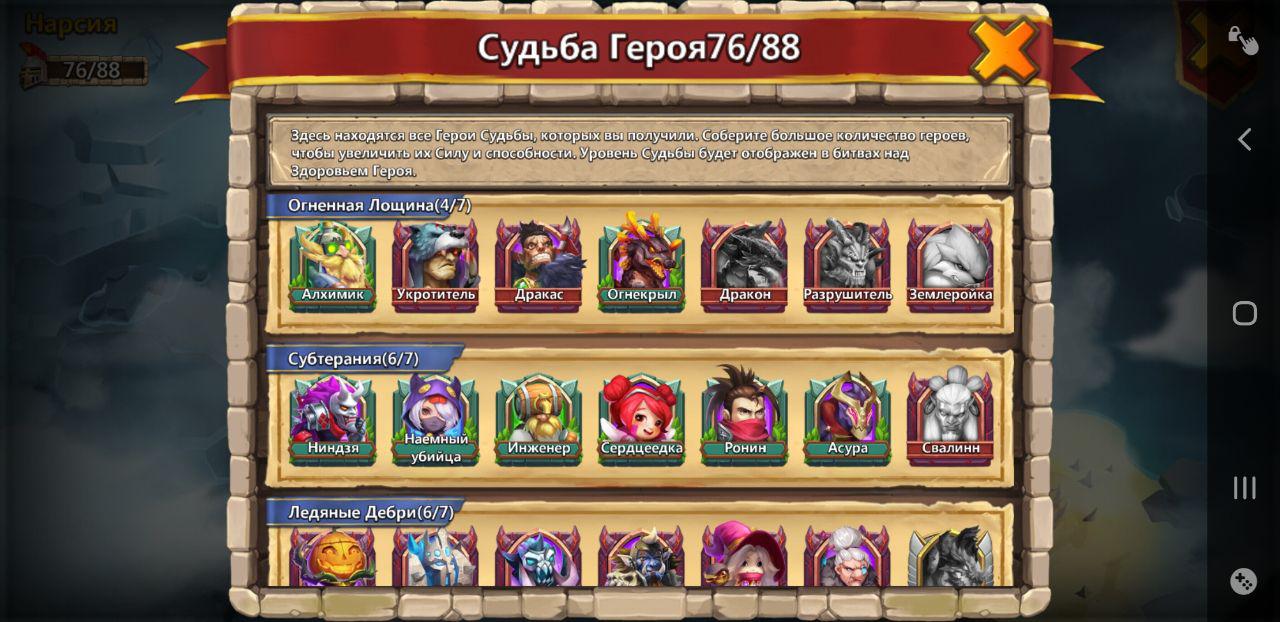 Нарсия
76/88
Судьба Героя76/88
Здесь находятся все Герои Судьбы, которых вы получили. Соберите большое количество героев,
чтобы увеличить их Силу и способности. Уровень Судьбы будет отображен в битвах над
Здоровьем Героя.
Огненная Лощина(4/7)
Алхимик Укротитель Дракас Огнекрыл Дракон Разрушитель Землеройка
Субтерания(6/7)
Ниндзя Наемный убийца Инженер Сердцеедка Ронин Асура Свалинн
Ледяные Дебри(6/7)